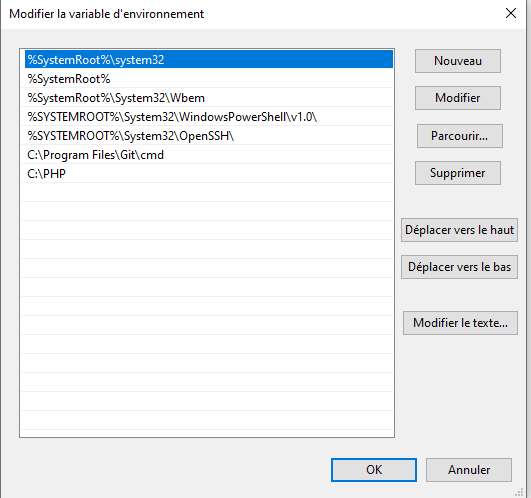 Modifier la variable d'environnement
%SystemRoot%\system32
%SystemRoot%
%SystemRoot%\System32\Wbem
%SYSTEMROOT%\System32\WindowsPowerShell\v1.0\
%SYSTEMROOT%\System32\OpenSSH\
C:\Program Files\Git\cmd
C:\PHP
Nouveau
Modifier
Parcourir...
Supprimer
Déplacer vers le haut
Déplacer vers le bas
Modifier le texte...
OK
Annuler